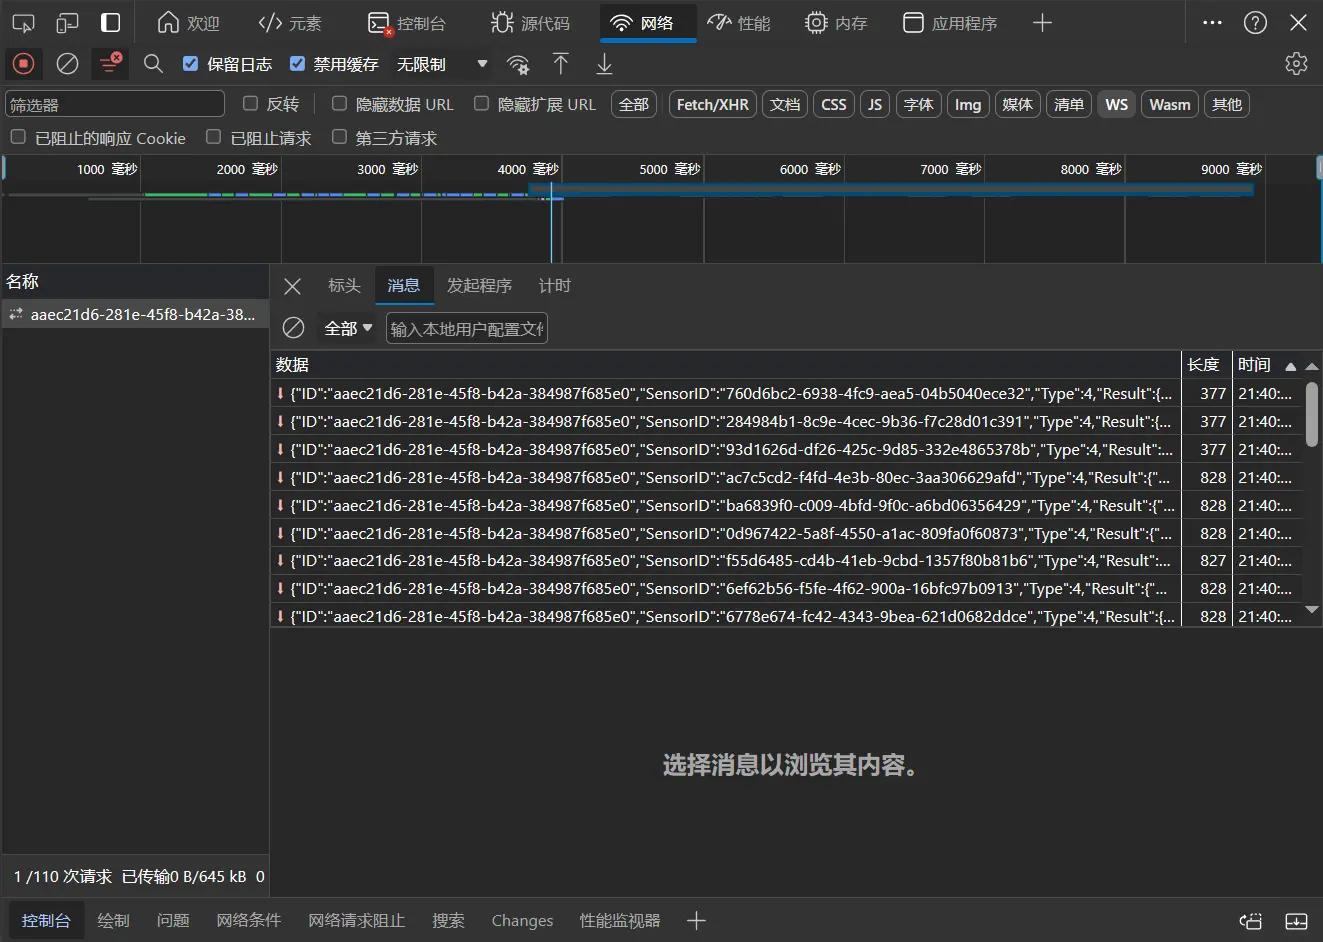 欢迎 元素 控制台 源代码 网络 性能 内存 应用程序
保留日志 禁用缓存 无限制
筛选器 反转 隐藏数据 URL 隐藏扩展 URL 全部 Fetch/XHR 文档 CSS JS 字体 Img 媒体 清单 WS Wasm 其他
已阻止的响应 Cookie 已阻止请求 第三方请求
1000 毫秒 2000 毫秒 3000 毫秒 4000 毫秒 5000 毫秒 6000 毫秒 7000 毫秒 8000 毫秒 9000 毫秒
名称
aaec21d6-281e-45f8-b42a-38...
标头 消息 发起程序 计时
全部 输入本地用户配置文件
数据 长度 时间
{"ID":"aaec21d6-281e-45f8-b42a-384987f685e0","SensorID":"760d6bc2-6938-4fc9-aea5-04b5040ece32","Type":4,"Result":{... 377 21:40:...
{"ID":"aaec21d6-281e-45f8-b42a-384987f685e0","SensorID":"284984b1-8c9e-4cec-9b36-f7c28d01c391","Type":4,"Result":{... 377 21:40:...
{"ID":"aaec21d6-281e-45f8-b42a-384987f685e0","SensorID":"93d1626d-df26-425c-9d85-332e4865378b","Type":4,"Result":... 377 21:40:...
{"ID":"aaec21d6-281e-45f8-b42a-384987f685e0","SensorID":"ac7c5cd2-f4fd-4e3b-80ec-3aa306629afd","Type":4,"Result":{"... 828 21:40:...
{"ID":"aaec21d6-281e-45f8-b42a-384987f685e0","SensorID":"ba6839f0-c009-4bfd-9f0c-a6bd06356429","Type":4,"Result":{"... 828 21:40:...
{"ID":"aaec21d6-281e-45f8-b42a-384987f685e0","SensorID":"0d967422-5a8f-4550-a1ac-809fa0f60873","Type":4,"Result":{"... 828 21:40:...
{"ID":"aaec21d6-281e-45f8-b42a-384987f685e0","SensorID":"f55d6485-cd4b-41eb-9cbd-1357f80b81b6","Type":4,"Result":... 827 21:40:...
{"ID":"aaec21d6-281e-45f8-b42a-384987f685e0","SensorID":"6ef62b56-f5fe-4f62-900a-16bfc97b0913","Type":4,"Result":{"... 828 21:40:...
{"ID":"aaec21d6-281e-45f8-b42a-384987f685e0","SensorID":"6778e674-fc42-4343-9bea-621d0682ddce","Type":4,"Result":{... 828 21:40:...
选择消息以浏览其内容。
1 /110 次请求 已传输0 B/645 kB 0
控制台 绘制 问题 网络条件 网络请求阻止 搜索 Changes 性能监视器